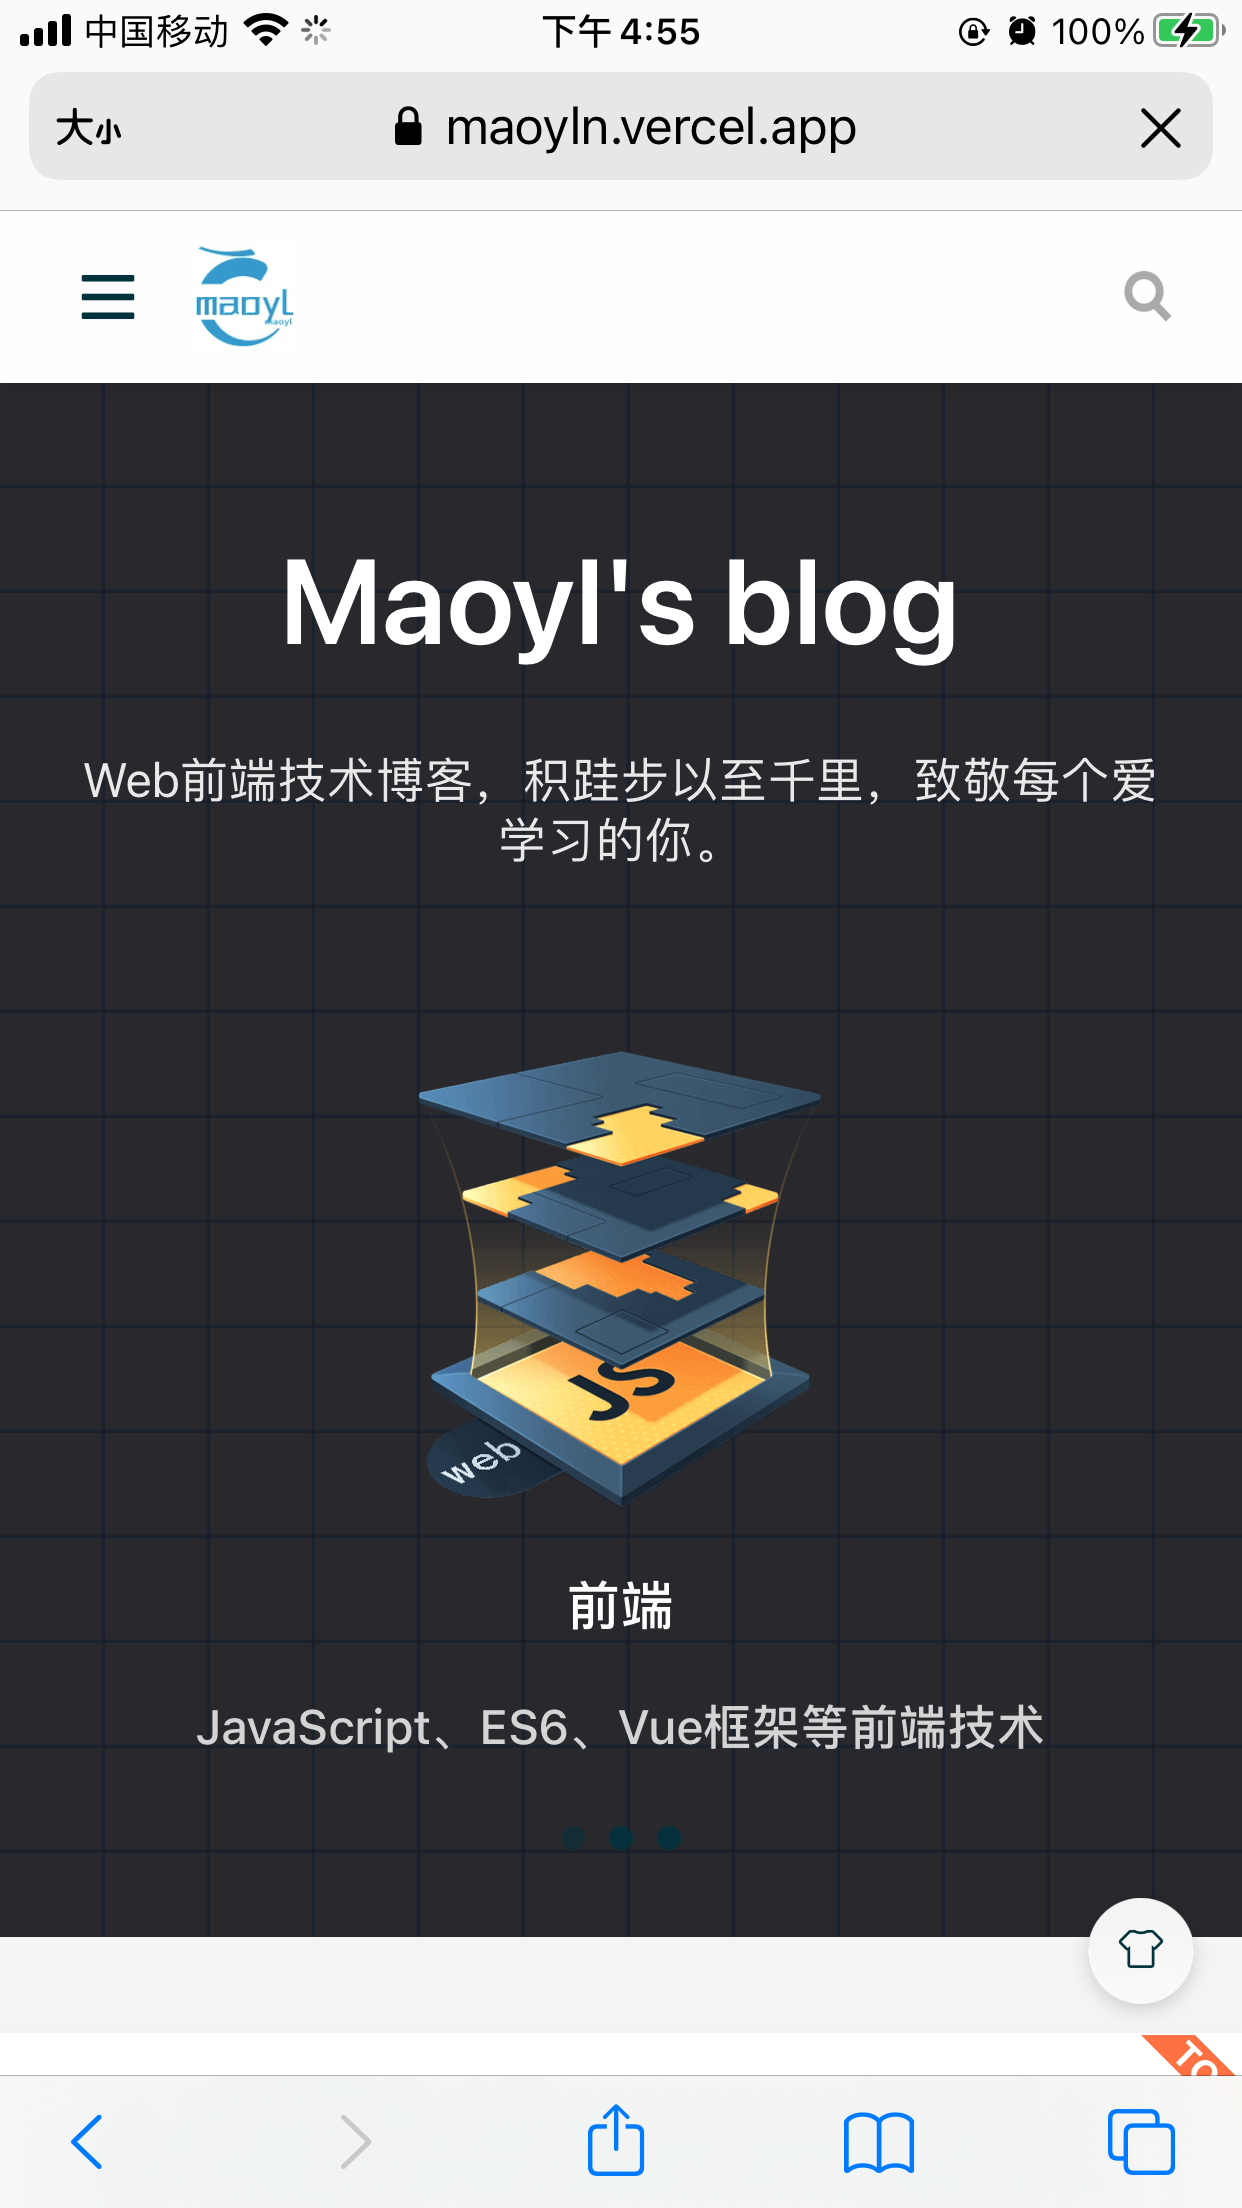 中国移动 下午 4:55 100%
大小 maoyln.vercel.app
maoyl
maoyl
Maoyl's blog
Web前端技术博客，积跬步以至千里，致敬每个爱
学习的你。
JS
web
前端
JavaScript、ES6、Vue框架等前端技术